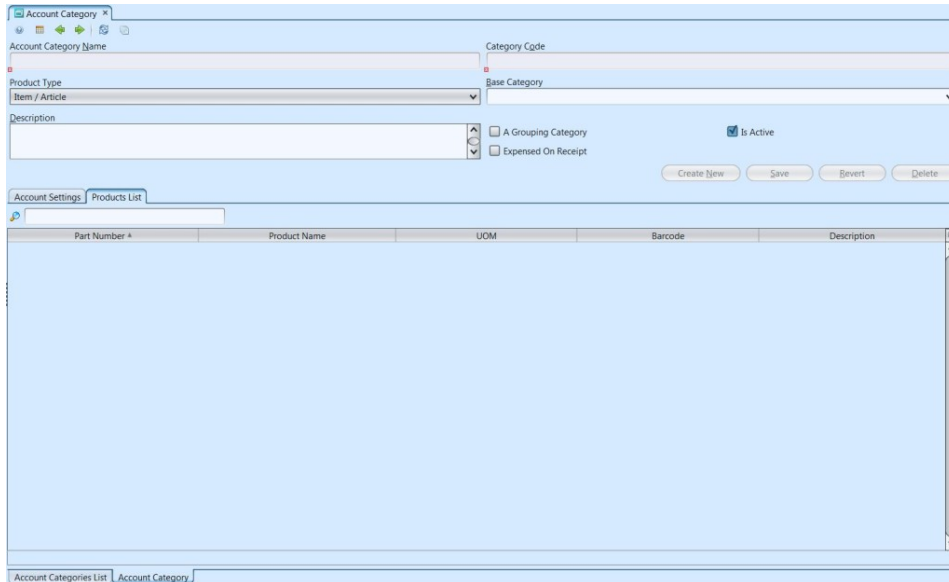 Account Category
Account Category Name
Category Code
Product Type
Base Category
Item / Article
Description
A Grouping Category
Is Active
Expensed On Receipt
Create New
Save
Revert
Delete
Account Settings
Products List
Part Number
Product Name
UOM
Barcode
Description
Account Categories List
Account Category